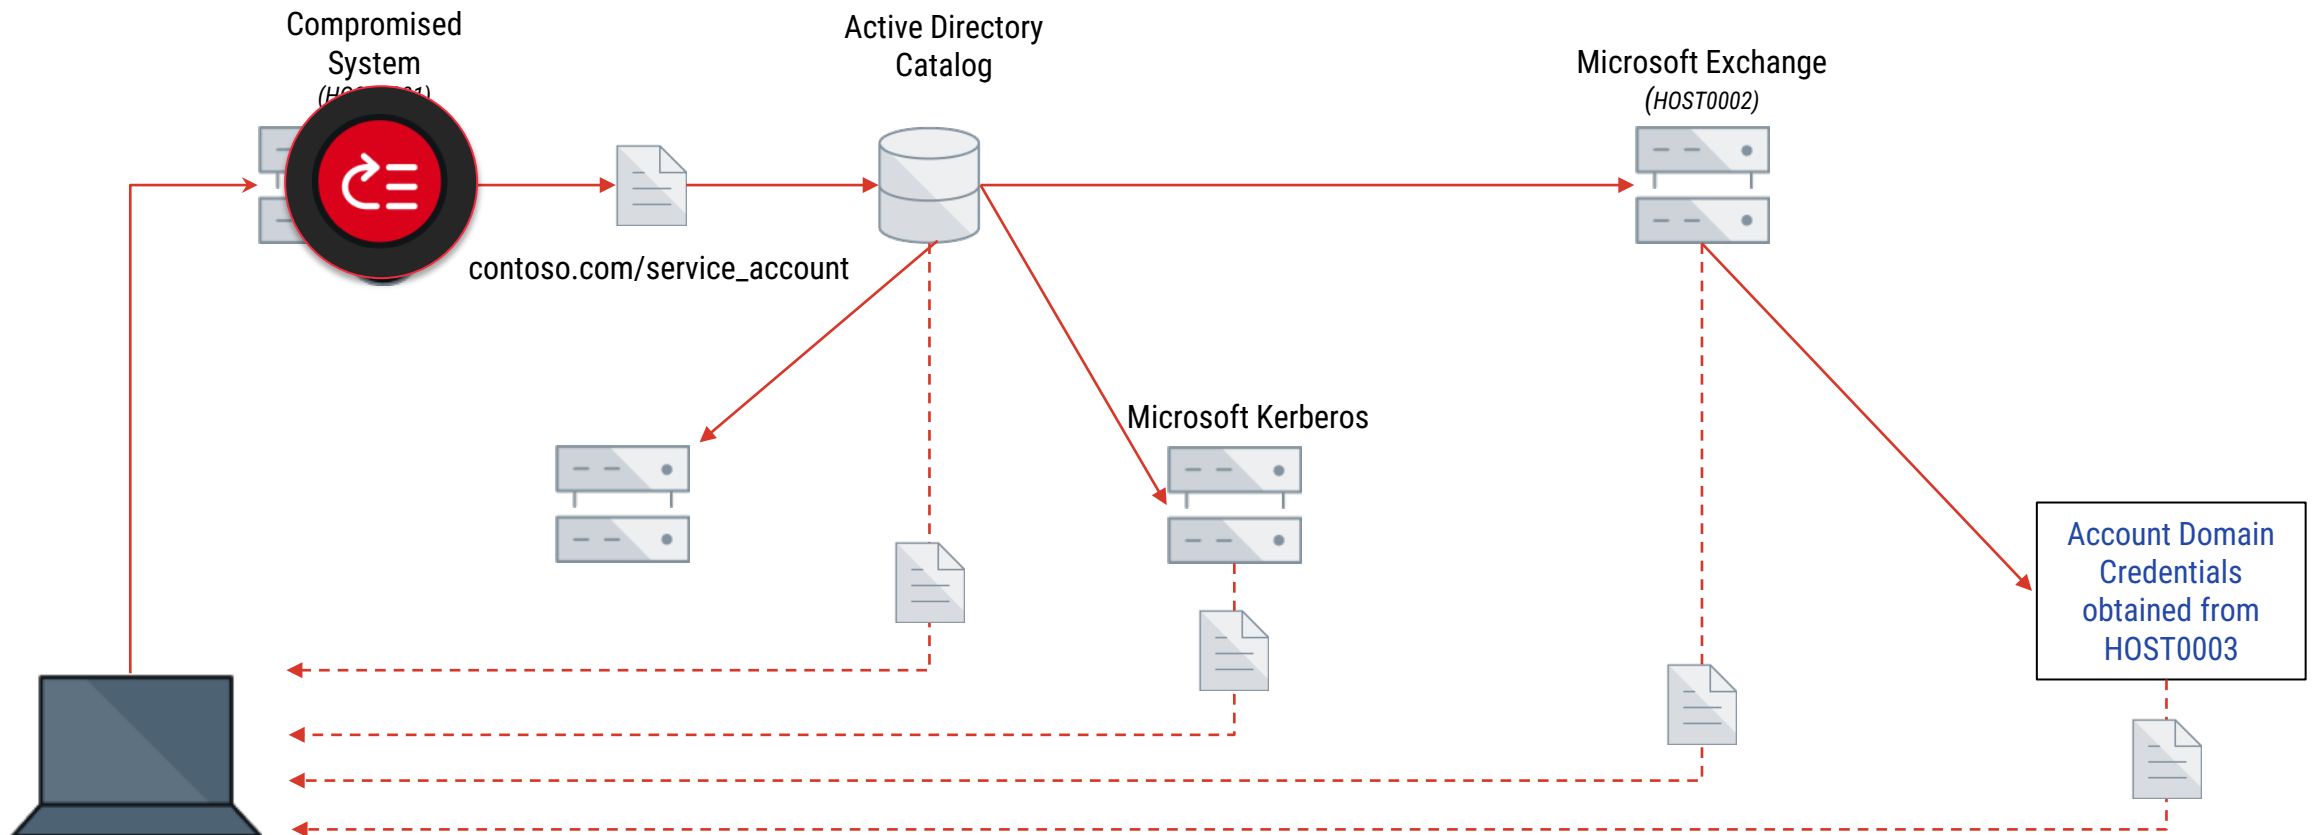 Compromised
System
Active Directory
Catalog
Microsoft Exchange
(HOST0002)
contoso.com/service_account
Microsoft Kerberos
Account Domain
Credentials
obtained from
HOST0003